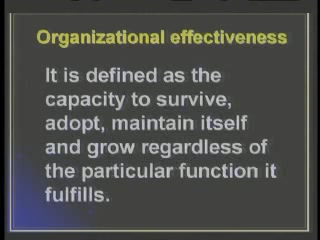 Organizational effectiveness
It is defined as the
capacity to survive,
adopt, maintain itself
and grow regardless of
the particular function it
fulfills.